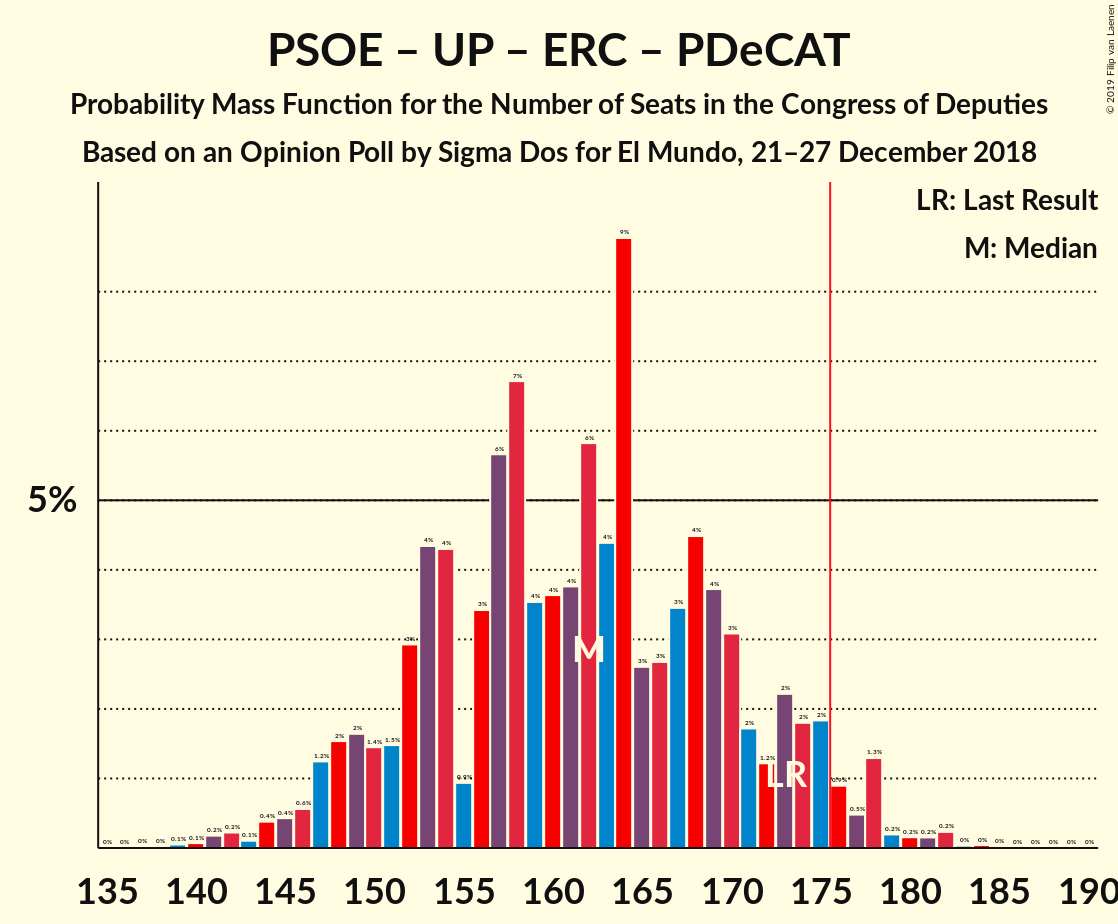 PSOE – UP – ERC – PDeCAT
© 2019 Filip van Laenen
Probability Mass Function for the Number of Seats in the Congress of Deputies
Based on an Opinion Poll by Sigma Dos for El Mundo, 21–27 December 2018
LR: Last Result
M: Median
5%
0% 0% 0% 0% 0.1% 0.1% 0.2% 0.2% 0.1% 0.4% 0.4% 0.6% 1.2% 2% 2% 1.4% 1.5% 3% 4% 4% 0.9% 3% 6% 7% 4% 4% 4% 6% 4% 9% 3% 3% 3% 4% 4% 3% 2% 1.2% 2% 2% 2% 0.9% 0.5% 1.3% 0.2% 0.2% 0.2% 0.2% 0% 0% 0% 0% 0% 0% 0% 0%
M
LR
135 140 145 150 155 160 165 170 175 180 185 190